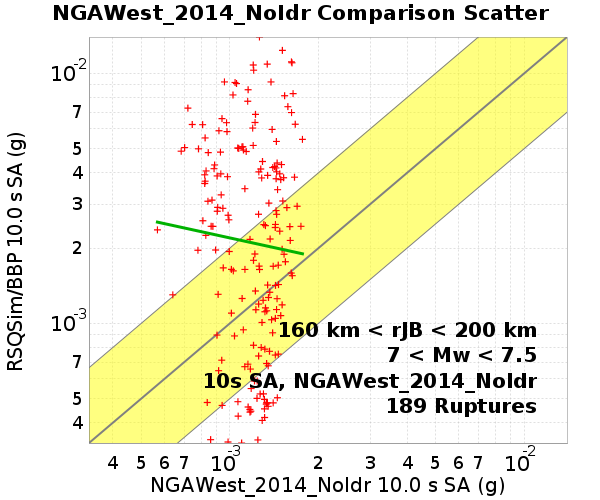 NGAWest_2014_NoIdr Comparison Scatter
RSQSim/BBP 10.0 s SA (g)
10-2
7
5
4
3
2
10-3
7
5
4
160 km < rJB < 200 km
7 < Mw < 7.5
10s SA, NGAWest_2014_NoIdr
189 Ruptures
4 5 6 7 10-3 2 3 4 5 6 7 10-2
NGAWest_2014_NoIdr 10.0 s SA (g)